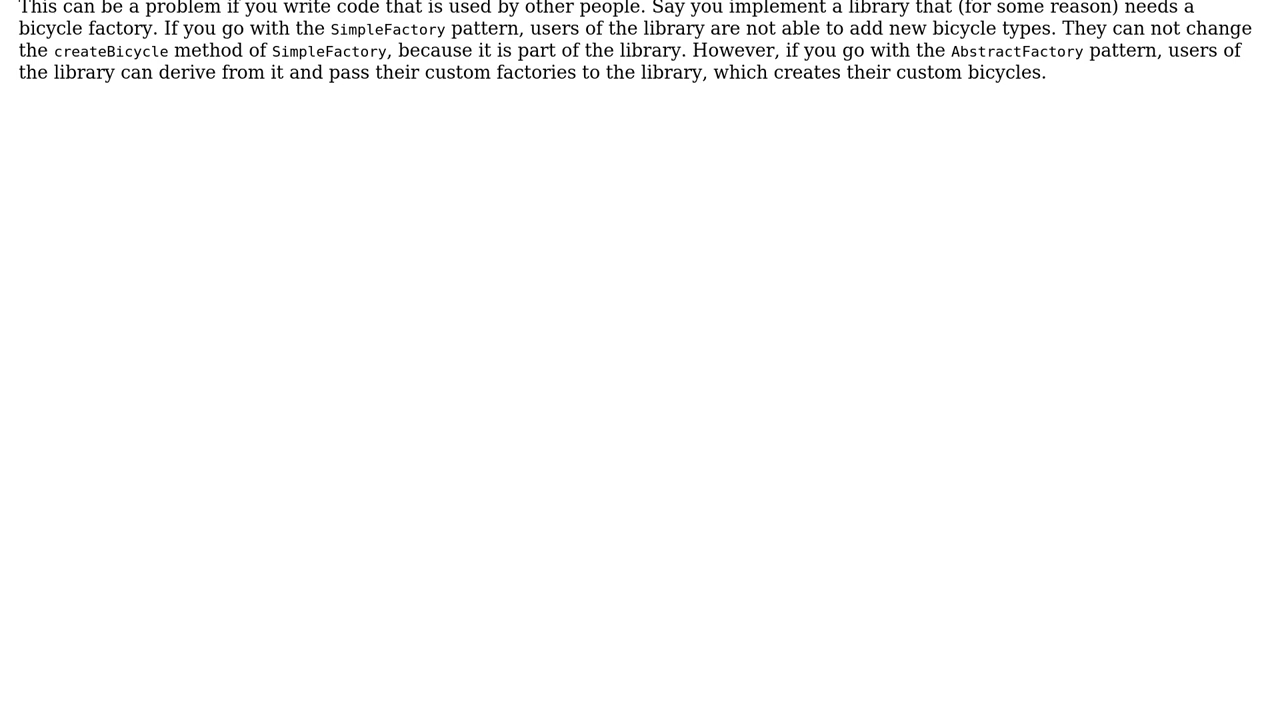 This can be a problem if you write code that is used by other people. Say you implement a library that (for some reason) needs a
bicycle factory. If you go with the SimpleFactory pattern, users of the library are not able to add new bicycle types. They can not change
the createBicycle method of SimpleFactory, because it is part of the library. However, if you go with the AbstractFactory pattern, users of
the library can derive from it and pass their custom factories to the library, which creates their custom bicycles.